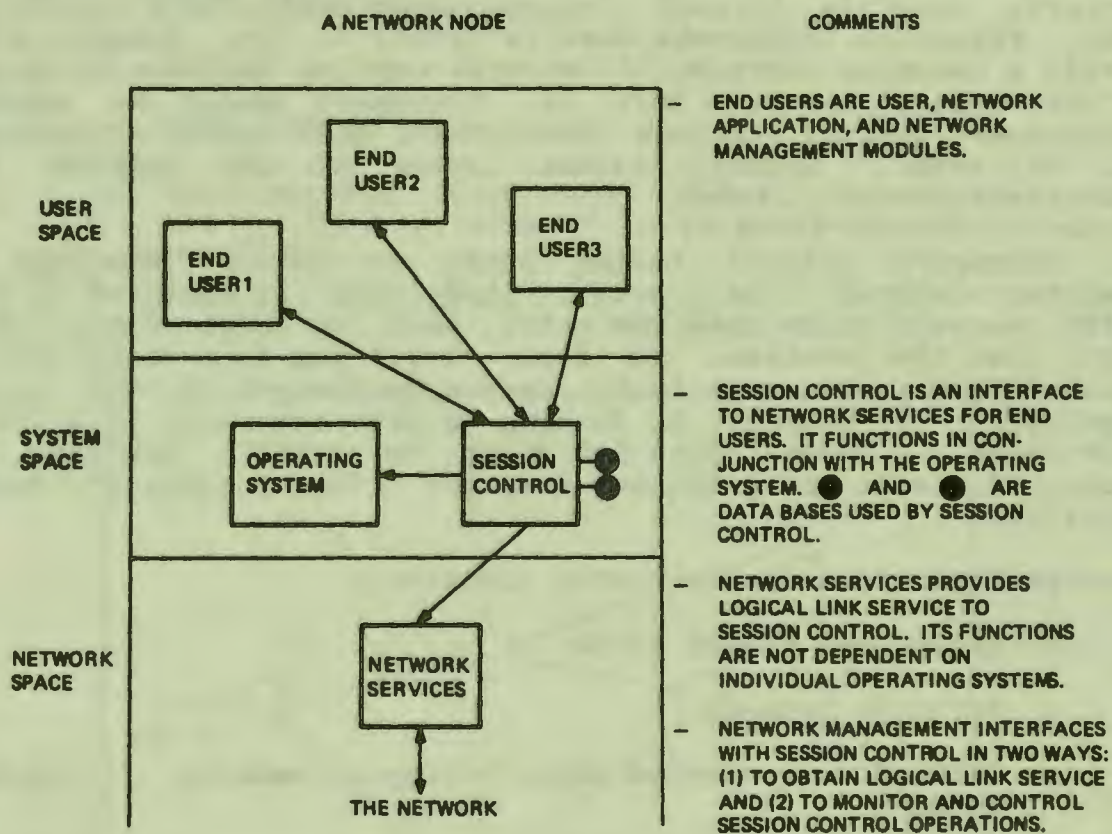 A NETWORK NODE
COMMENTS
USER
SPACE
END
USER1
END
USER2
END
USER3
– END USERS ARE USER, NETWORK
APPLICATION, AND NETWORK
MANAGEMENT MODULES.
SYSTEM
SPACE
OPERATING
SYSTEM
SESSION
CONTROL
– SESSION CONTROL IS AN INTERFACE
TO NETWORK SERVICES FOR END
USERS. IT FUNCTIONS IN CON-
JUNCTION WITH THE OPERATING
SYSTEM. ● AND ● ARE
DATA BASES USED BY SESSION
CONTROL.
NETWORK
SPACE
NETWORK
SERVICES
THE NETWORK
– NETWORK SERVICES PROVIDES
LOGICAL LINK SERVICE TO
SESSION CONTROL. ITS FUNCTIONS
ARE NOT DEPENDENT ON
INDIVIDUAL OPERATING SYSTEMS.
– NETWORK MANAGEMENT INTERFACES
WITH SESSION CONTROL IN TWO WAYS:
(1) TO OBTAIN LOGICAL LINK SERVICE
AND (2) TO MONITOR AND CONTROL
SESSION CONTROL OPERATIONS.